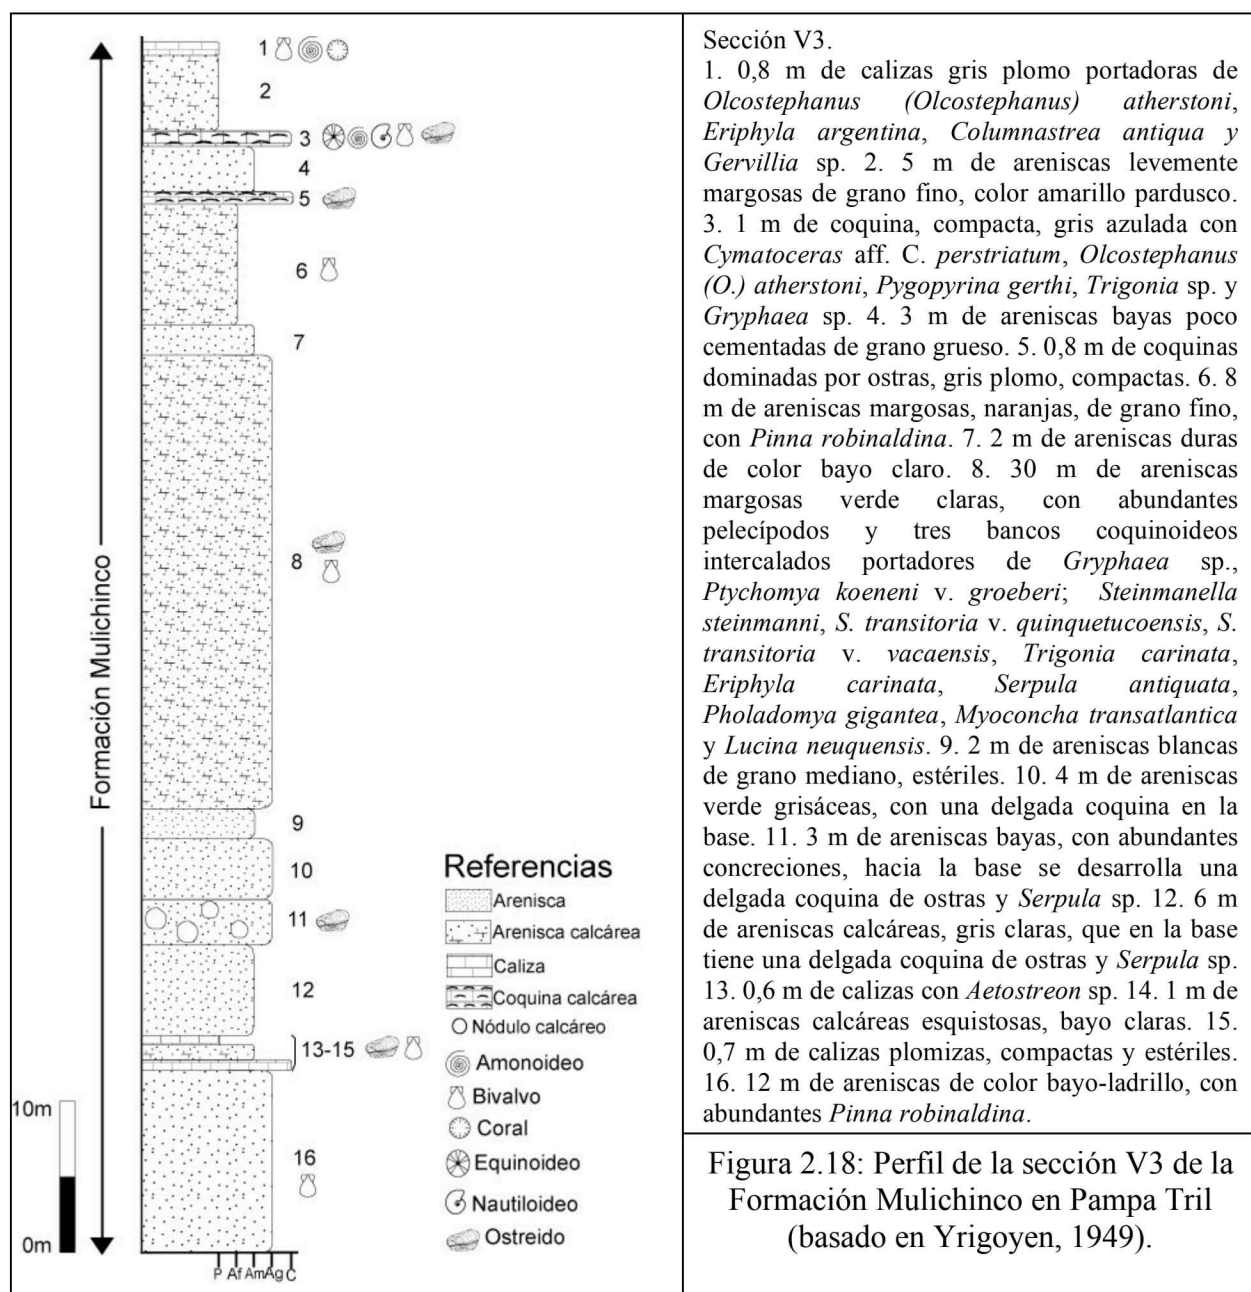 Formación Mulichinco
1
2
3
4
5
6
7
8
9
10
11
12
13-15
16
10m
0m
P Af Am Ag C
Referencias
Arenisca
Arenisca calcárea
Caliza
Coquina calcárea
Nódulo calcáreo
Amonoideo
Bivalvo
Coral
Equinoideo
Nautiloideo
Ostreido
Sección V3.
1. 0,8 m de calizas gris plomo portadoras de
Olcostephanus (Olcostephanus) atherstoni,
Eriphyla argentina, Columnastrea antiqua y
Gervillia sp. 2. 5 m de areniscas levemente
margosas de grano fino, color amarillo pardusco.
3. 1 m de coquina, compacta, gris azulada con
Cymatoceras aff. C. perstriatum, Olcostephanus
(O.) atherstoni, Pygopyrina gerthi, Trigonia sp. y
Gryphaea sp. 4. 3 m de areniscas bayas poco
cementadas de grano grueso. 5. 0,8 m de coquinas
dominadas por ostras, gris plomo, compactas. 6. 8
m de areniscas margosas, naranjas, de grano fino,
con Pinna robinaldina. 7. 2 m de areniscas duras
de color bayo claro. 8. 30 m de areniscas
margosas verde claras, con abundantes
pelecípodos y tres bancos coquinoideos
intercalados portadores de Gryphaea sp.,
Ptychomya koeneni v. groeberi; Steinmanella
steinmanni, S. transitoria v. quinquetucoensis, S.
transitoria v. vacaensis, Trigonia carinata,
Eriphyla carinata, Serpula antiquata,
Pholadomya gigantea, Myoconcha transatlantica
y Lucina neuquensis. 9. 2 m de areniscas blancas
de grano mediano, estériles. 10. 4 m de areniscas
verde grisáceas, con una delgada coquina en la
base. 11. 3 m de areniscas bayas, con abundantes
concreciones, hacia la base se desarrolla una
delgada coquina de ostras y Serpula sp. 12. 6 m
de areniscas calcáreas, gris claras, que en la base
tiene una delgada coquina de ostras y Serpula sp.
13. 0,6 m de calizas con Aetostreon sp. 14. 1 m de
areniscas calcáreas esquistosas, bayo claras. 15.
0,7 m de calizas plomizas, compactas y estériles.
16. 12 m de areniscas de color bayo-ladrillo, con
abundantes Pinna robinaldina.
Figura 2.18: Perfil de la sección V3 de la
Formación Mulichinco en Pampa Tril
(basado en Yrigoyen, 1949).